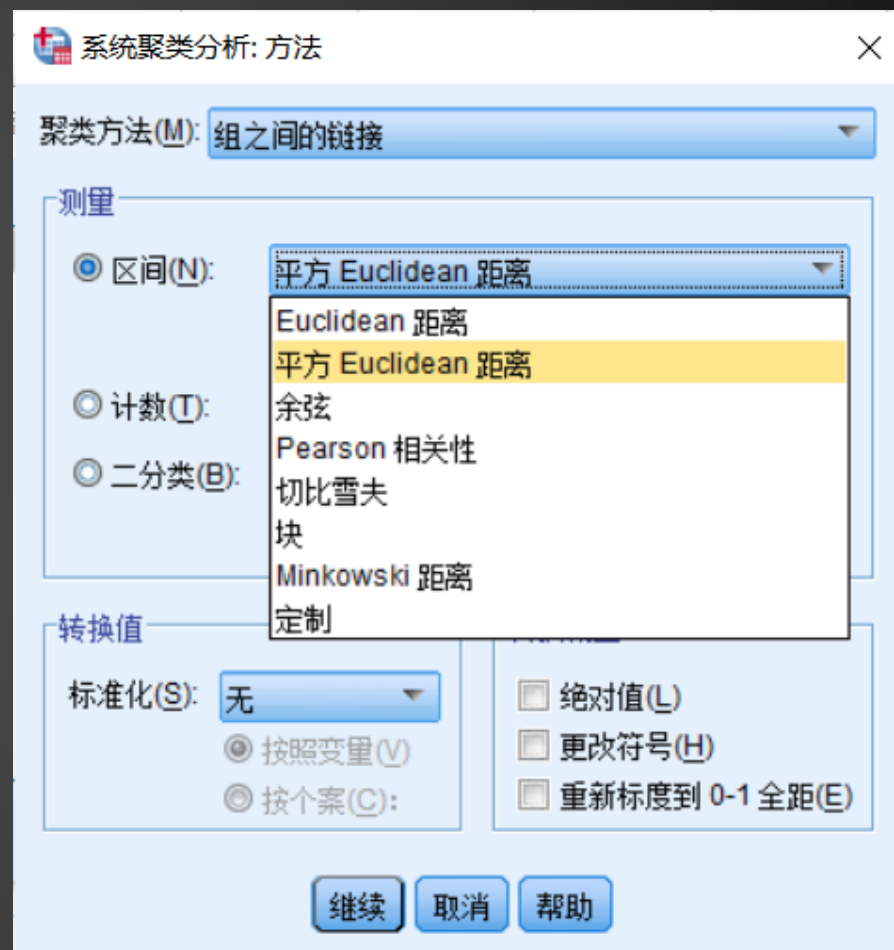 系统聚类分析: 方法
聚类方法(M): 组之间的链接
测量
区间(N): 平方 Euclidean 距离
Euclidean 距离
平方 Euclidean 距离
计数(T): 余弦
Pearson 相关性
二分类(B): 切比雪夫
块
Minkowski 距离
定制
转换值
标准化(S): 无
按照变量(V)
按个案(C):
绝对值(L)
更改符号(H)
重新标度到 0-1 全距(E)
继续 取消 帮助